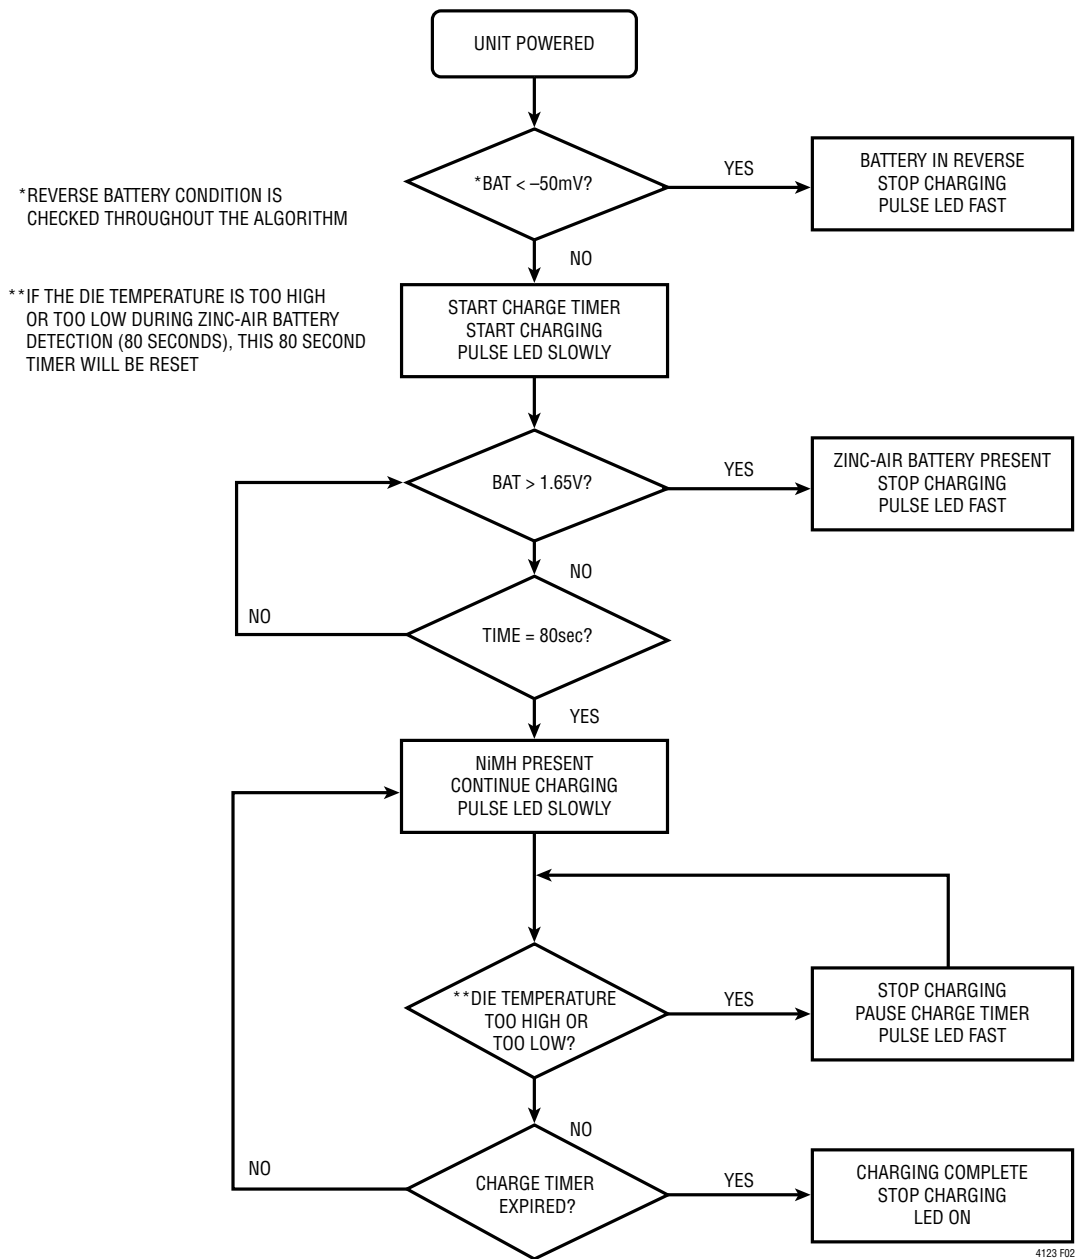 UNIT POWERED
*BAT < –50mV?
YES
BATTERY IN REVERSE
STOP CHARGING
PULSE LED FAST
*REVERSE BATTERY CONDITION IS
CHECKED THROUGHOUT THE ALGORITHM
NO
**IF THE DIE TEMPERATURE IS TOO HIGH
OR TOO LOW DURING ZINC-AIR BATTERY
DETECTION (80 SECONDS), THIS 80 SECOND
TIMER WILL BE RESET
START CHARGE TIMER
START CHARGING
PULSE LED SLOWLY
BAT > 1.65V?
YES
ZINC-AIR BATTERY PRESENT
STOP CHARGING
PULSE LED FAST
NO
NO
TIME = 80sec?
YES
NiMH PRESENT
CONTINUE CHARGING
PULSE LED SLOWLY
**DIE TEMPERATURE
TOO HIGH OR
TOO LOW?
YES
STOP CHARGING
PAUSE CHARGE TIMER
PULSE LED FAST
NO
NO
CHARGE TIMER
EXPIRED?
YES
CHARGING COMPLETE
STOP CHARGING
LED ON
4123 F02